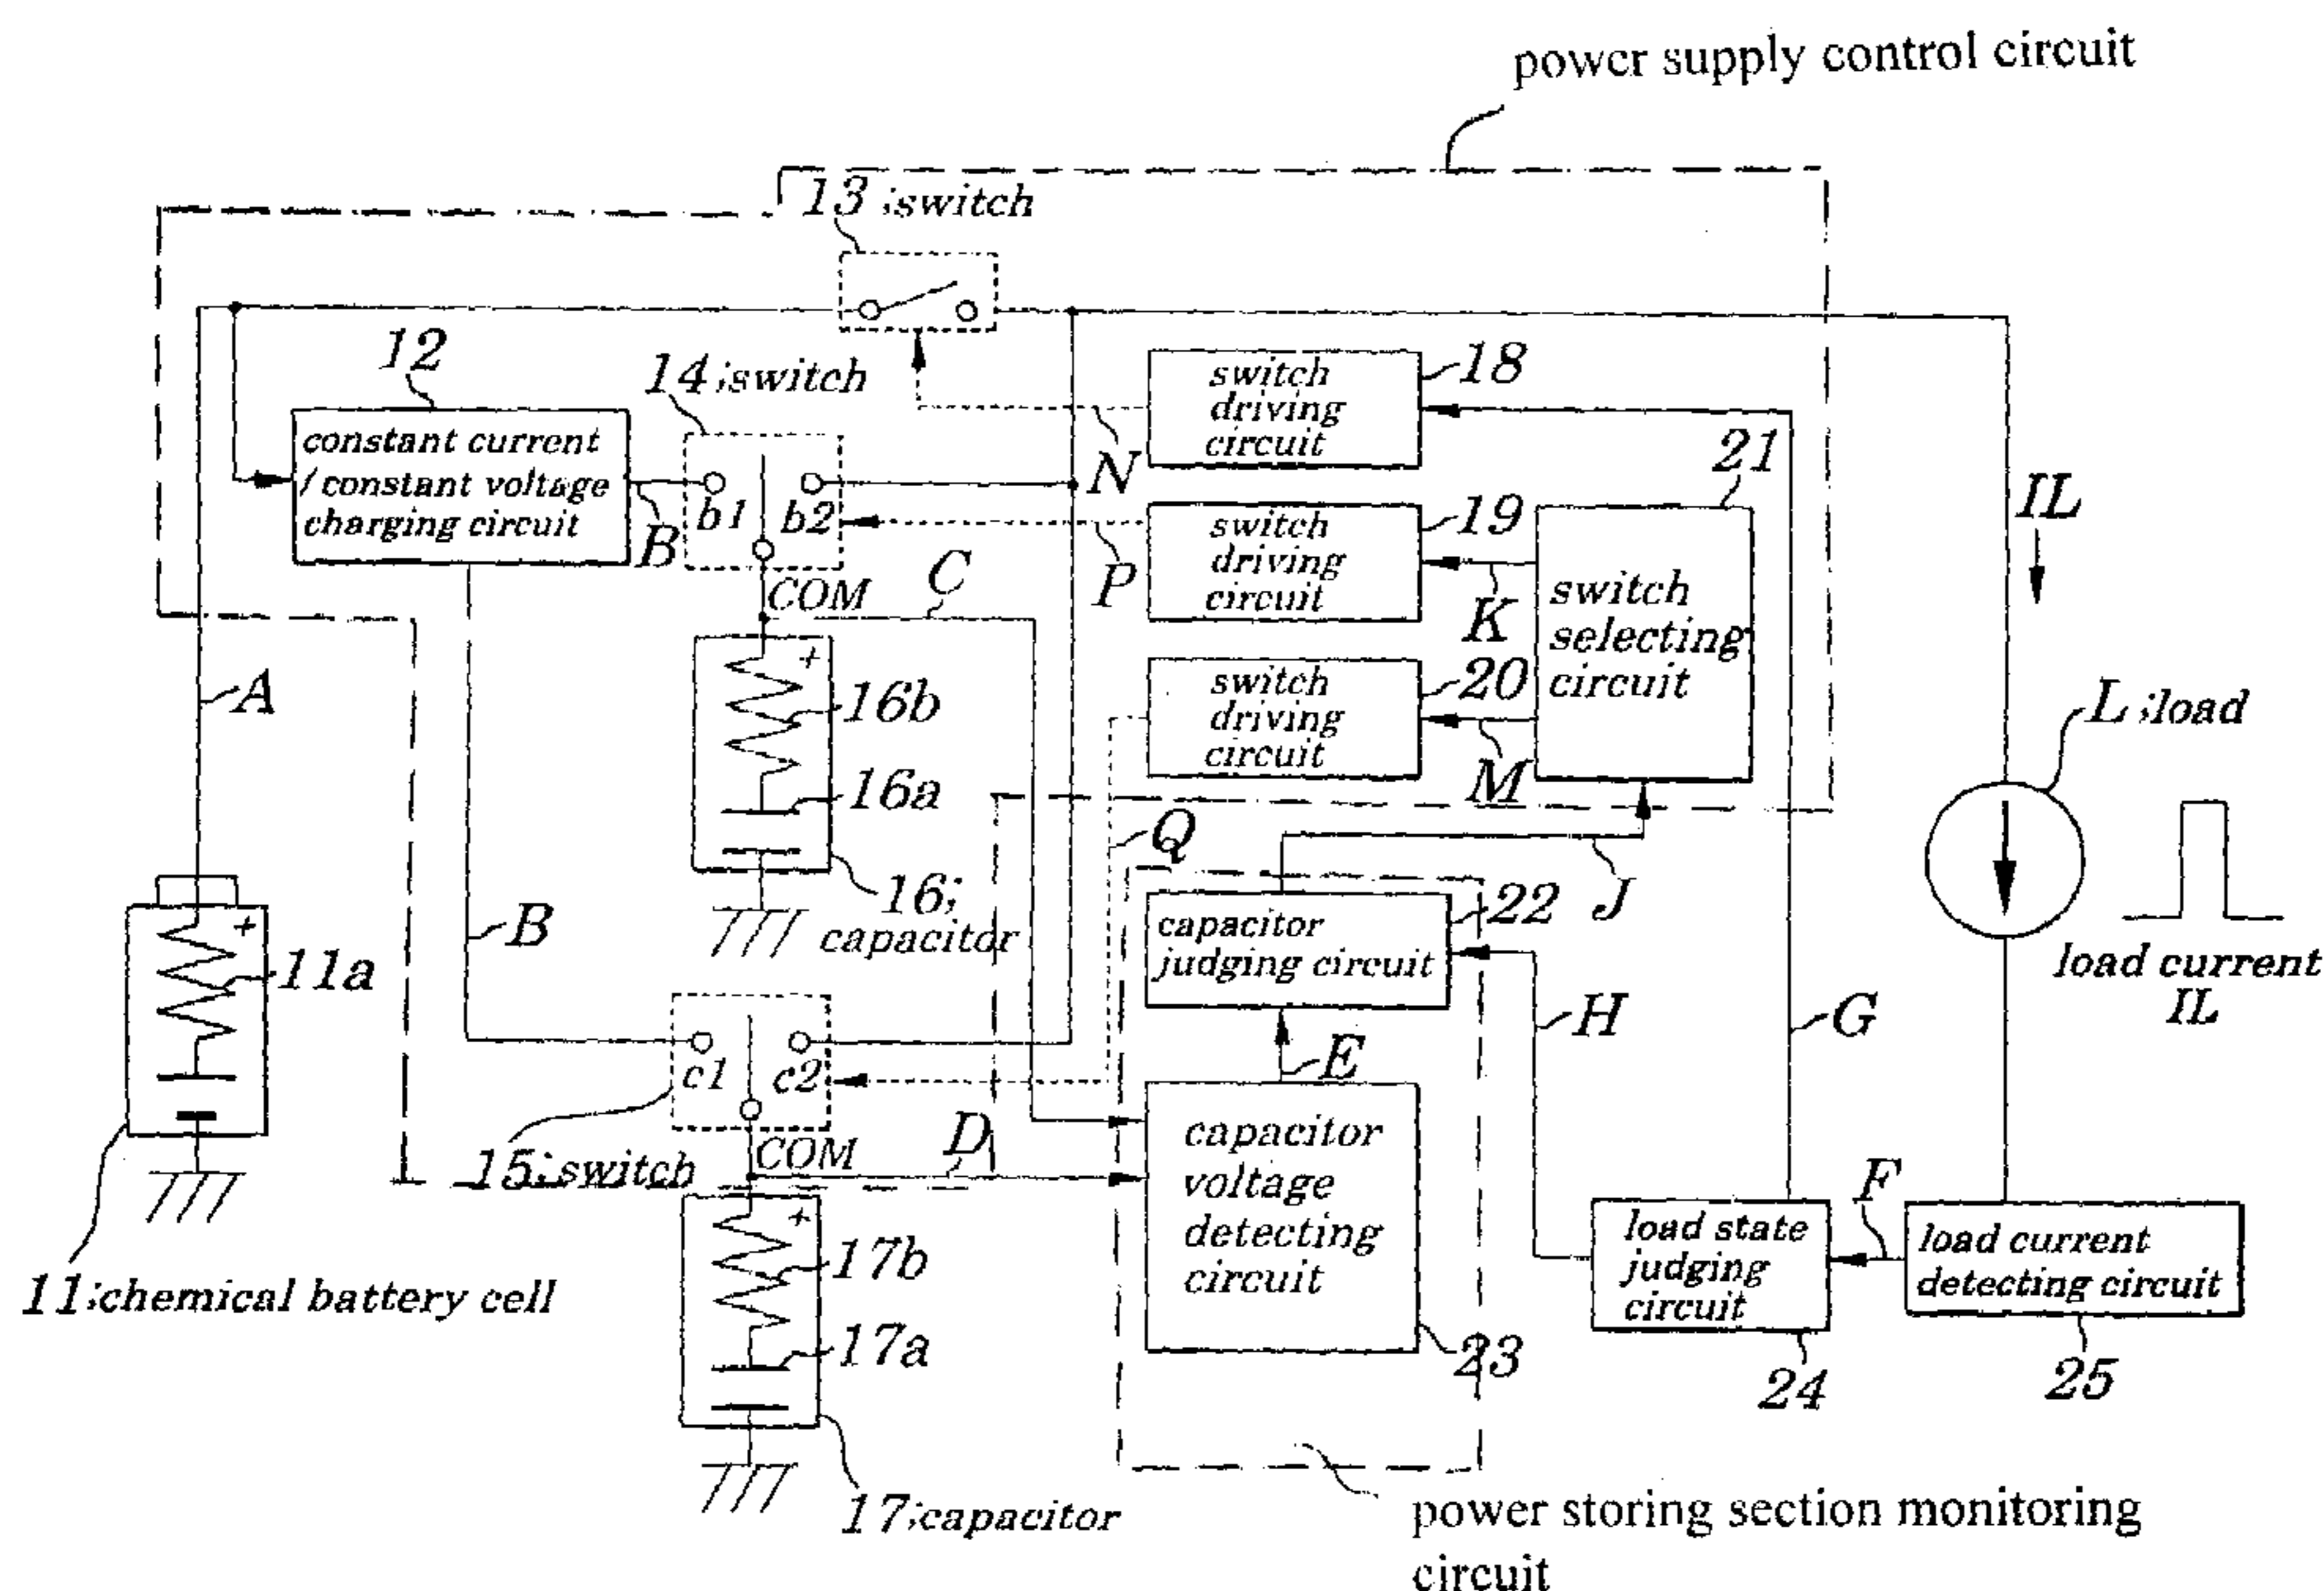 power supply control circuit
13 ;switch
12
14 ;switch
constant current
/ constant voltage
charging circuit
B
b1 b2
COM
C
switch
driving
circuit
18
N
switch
driving
circuit
19
P
K
switch
driving
circuit
20
M
21
switch
selecting
circuit
IL
L ;load
load current
IL
A
+
16b
16a
16;
capacitor
Q
J
capacitor
judging circuit
22
H
G
E
+
11a
11;chemical battery cell
B
c1 c2
15;switch
COM
D
capacitor
voltage
detecting
circuit
23
load state
judging
circuit
24
F
load current
detecting circuit
25
+
17b
17a
17;capacitor
power storing section monitoring
circuit